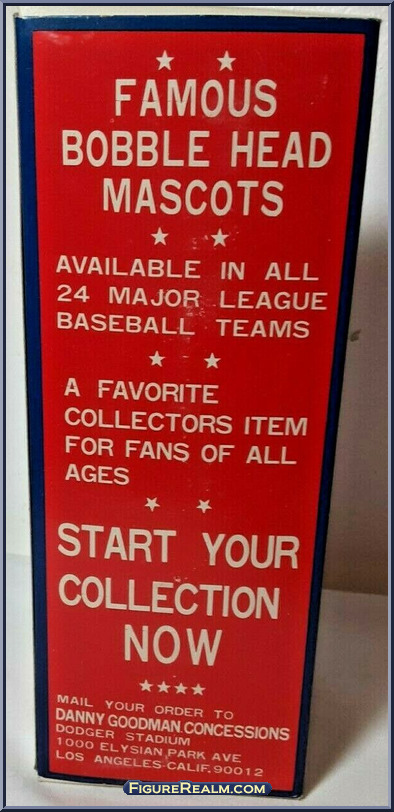 FAMOUS
BOBBLE HEAD
MASCOTS
AVAILABLE IN ALL
24 MAJOR LEAGUE
BASEBALL TEAMS
A FAVORITE
COLLECTORS ITEM
FOR FANS OF ALL
AGES
START YOUR
COLLECTION
NOW
MAIL YOUR ORDER TO
DANNY GOODMAN.CONCESSIONS
DODGER STADIUM
1000 ELYSIAN PARK AVE
LOS ANGELES-CALIF. 90012
FIGUREREALM.COM